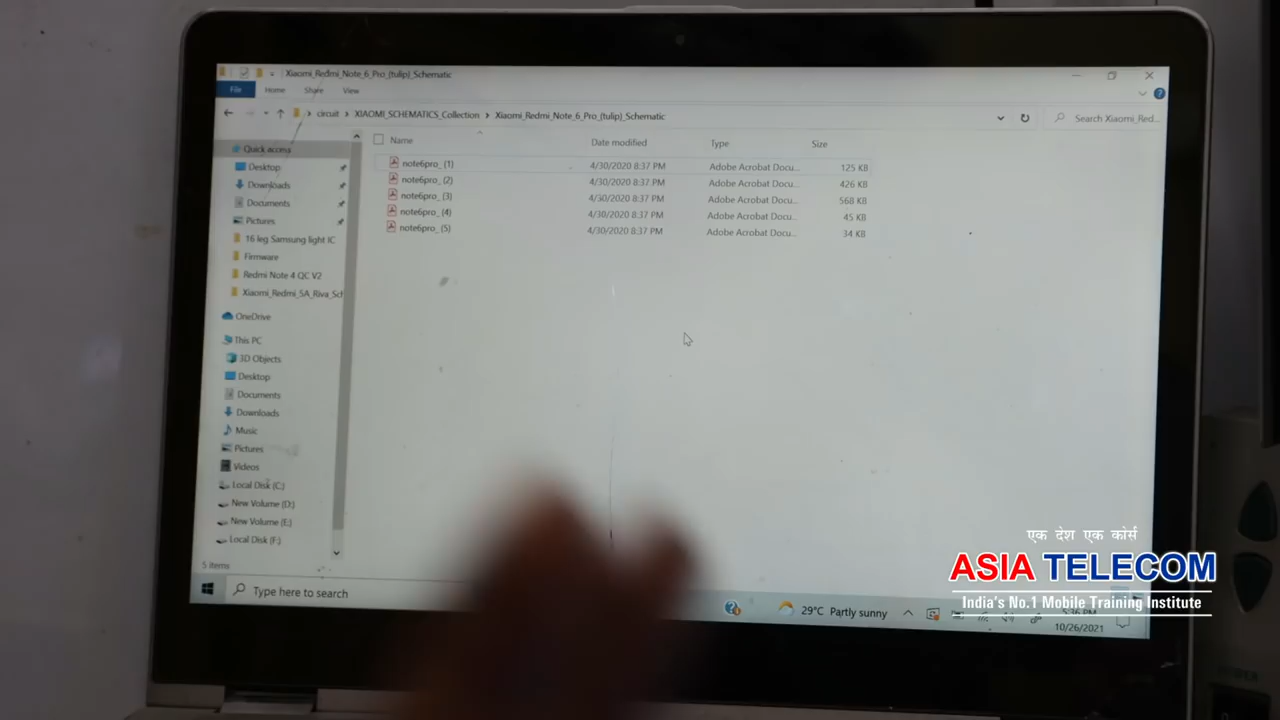 Xiaomi_Redmi_Note_6_Pro_(tulip)_Schematic
File Home Share View
circuit XIAOMI_SCHEMATICS_Collection Xiaomi_Redmi_Note_6_Pro_(tulip)_Schematic Search Xiaomi_Red...
Name Date modified Type Size
note6pro_ (1) 4/30/2020 8:37 PM Adobe Acrobat Docu... 125 KB
note6pro_ (2) 4/30/2020 8:37 PM Adobe Acrobat Docu... 426 KB
note6pro_ (3) 4/30/2020 8:37 PM Adobe Acrobat Docu... 568 KB
note6pro_ (4) 4/30/2020 8:37 PM Adobe Acrobat Docu... 45 KB
note6pro_ (5) 4/30/2020 8:37 PM Adobe Acrobat Docu... 34 KB
Quick access
Desktop
Downloads
Documents
Pictures
16 leg Samsung light IC
Firmware
Redmi Note 4 QC V2
Xiaomi_Redmi_5A_Riva_Sch
OneDrive
This PC
3D Objects
Desktop
Documents
Downloads
Music
Pictures
Videos
Local Disk (C:)
New Volume (D:)
New Volume (E:)
Local Disk (F:)
5 items
Type here to search
29°C Partly sunny
10/26/2021
एक देश एक कोर्स
ASIA TELECOM
India's No.1 Mobile Training Institute